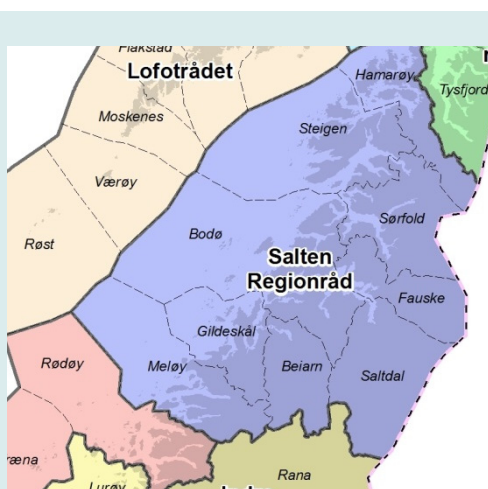 Flakstad
Lofotrådet
Hamarøy
Tysfjord
Moskenes
Steigen
Værøy
Sørfold
Røst
Bodø
Salten
Regionråd
Fauske
Gildeskål
Rødøy
Meløy
Beiarn
Saltdal
ræna
Lurøy
Rana